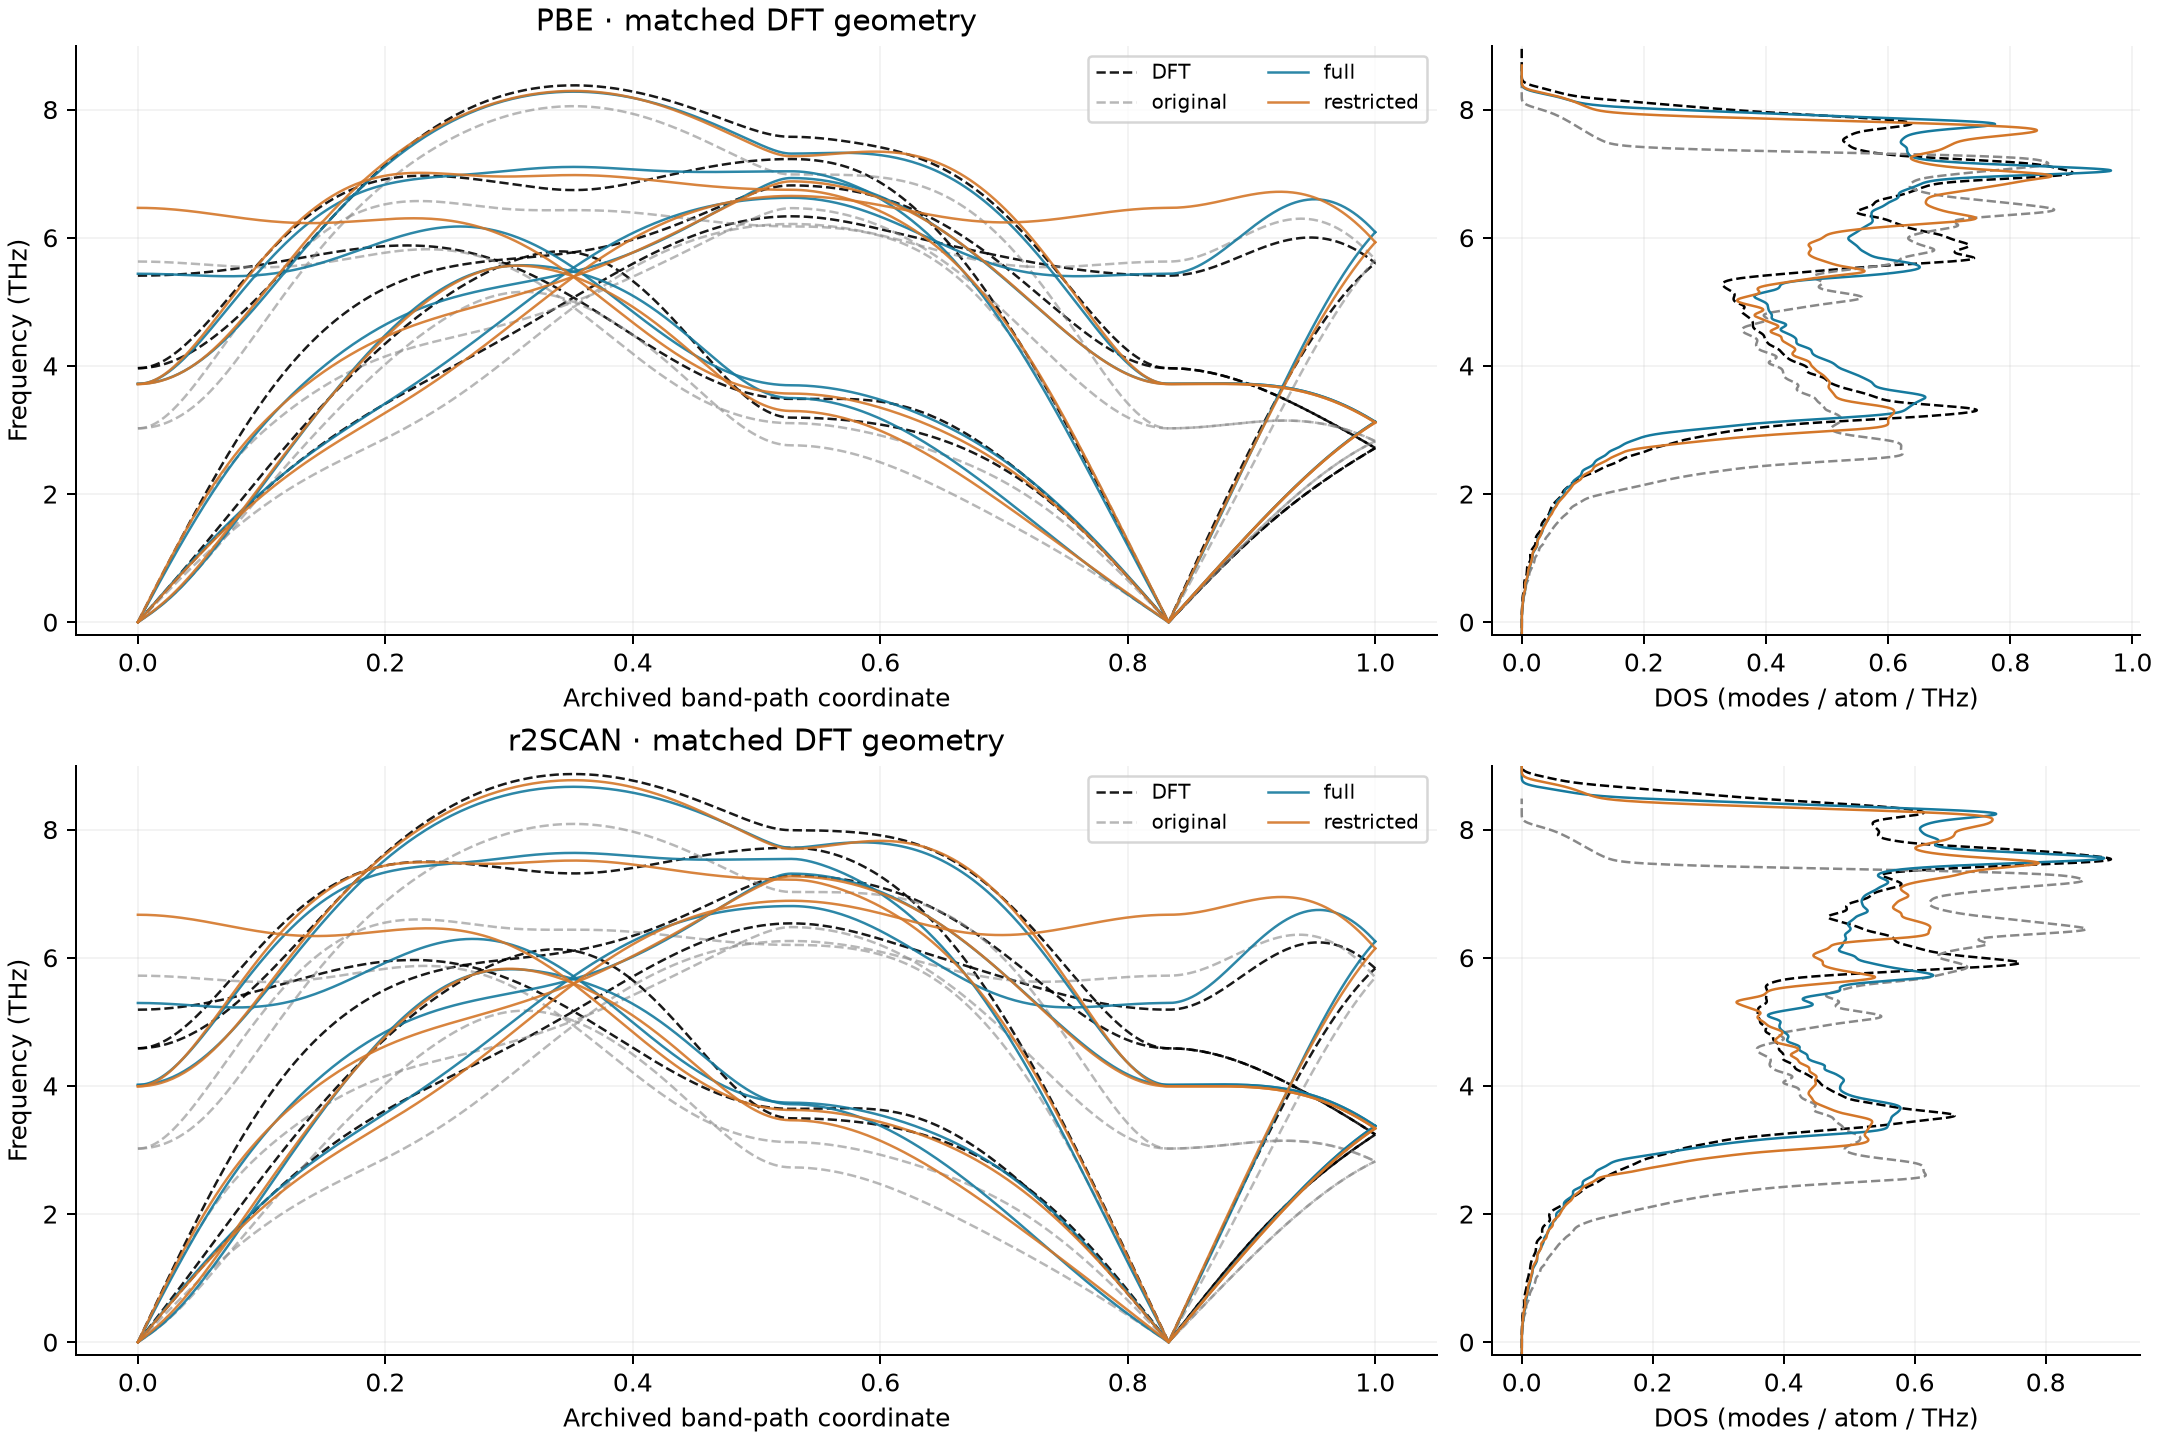 PBE · matched DFT geometry
DFT
full
original
restricted
Frequency (THz)
8
6
4
2
0
0.0 0.2 0.4 0.6 0.8 1.0
Archived band-path coordinate
8
6
4
2
0
0.0 0.2 0.4 0.6 0.8 1.0
DOS (modes / atom / THz)
r2SCAN · matched DFT geometry
DFT
full
original
restricted
Frequency (THz)
8
6
4
2
0
0.0 0.2 0.4 0.6 0.8 1.0
Archived band-path coordinate
8
6
4
2
0
0.0 0.2 0.4 0.6 0.8
DOS (modes / atom / THz)